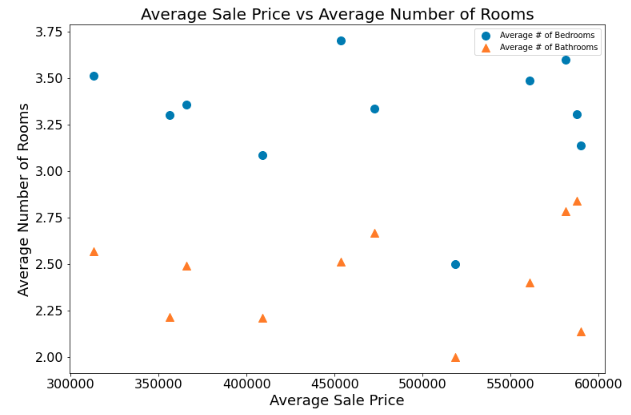 Average Sale Price vs Average Number of Rooms
Average # of Bedrooms
Average # of Bathrooms
Average Number of Rooms
3.75
3.50
3.25
3.00
2.75
2.50
2.25
2.00
300000 350000 400000 450000 500000 550000 600000
Average Sale Price